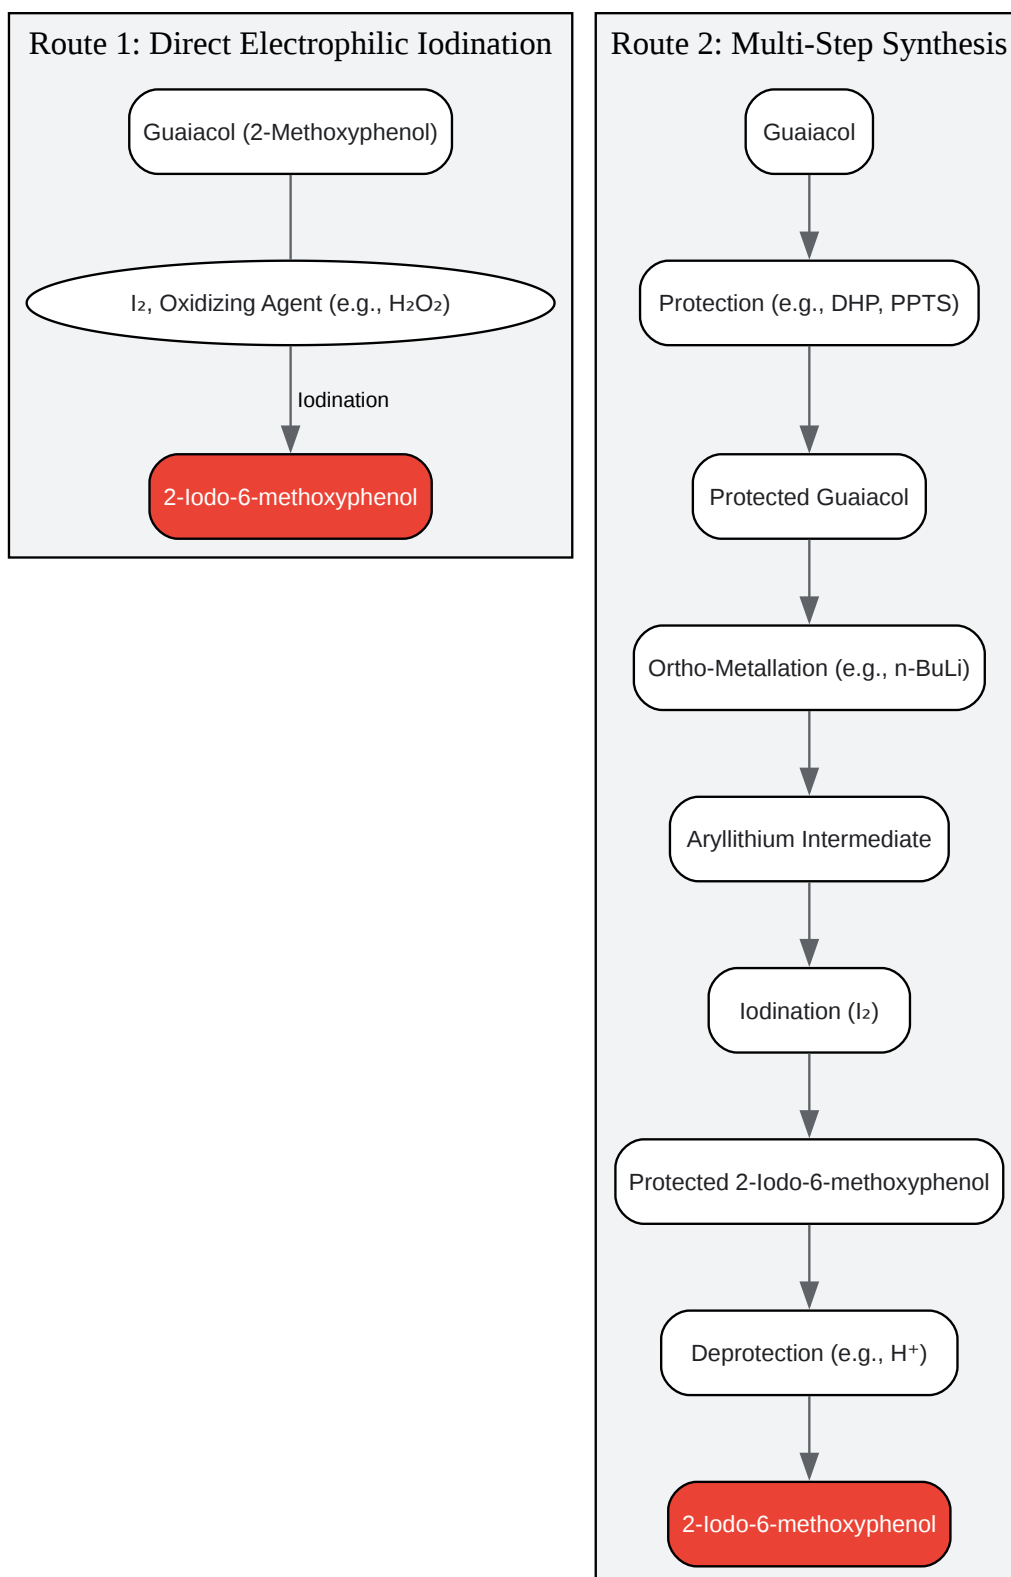 Route 1: Direct Electrophilic Iodination
Guaiacol (2-Methoxyphenol)
I₂, Oxidizing Agent (e.g., H₂O₂)
Iodination
2-Iodo-6-methoxyphenol
Route 2: Multi-Step Synthesis
Guaiacol
Protection (e.g., DHP, PPTS)
Protected Guaiacol
Ortho-Metallation (e.g., n-BuLi)
Aryllithium Intermediate
Iodination (I₂)
Protected 2-Iodo-6-methoxyphenol
Deprotection (e.g., H⁺)
2-Iodo-6-methoxyphenol